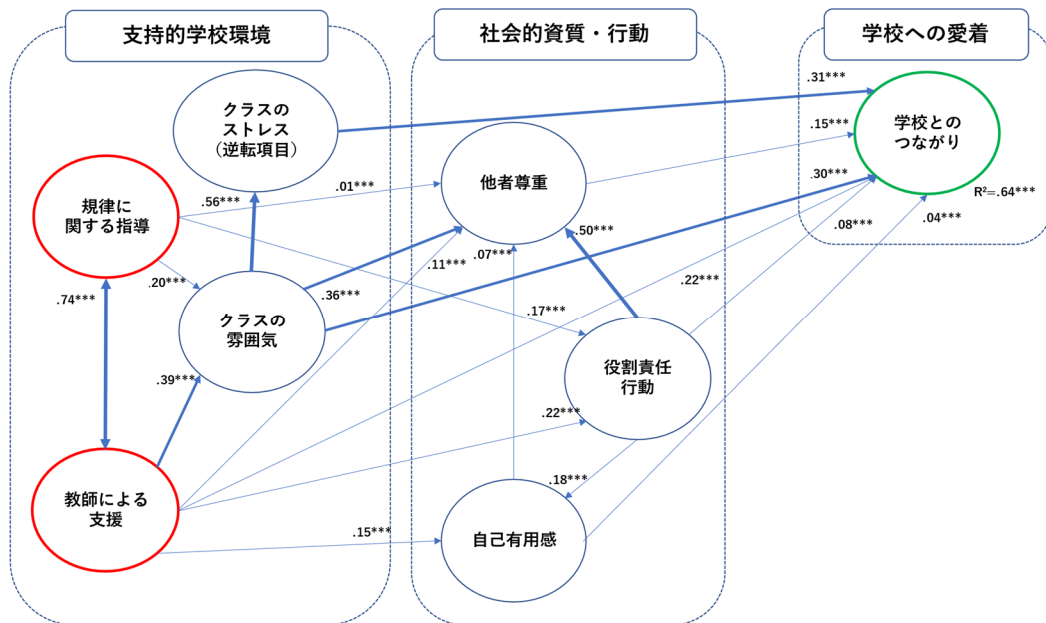 支持的学校環境
社会的資質・行動
学校への愛着
クラスの
ストレス
(逆転項目)
.31***
.15***
学校との
つながり
他者尊重
.01***
.56***
.30***
R²=.64***
規律に
関する指導
.04***
.08***
.50***
.07***
.11***
.20***
.22***
.36***
.74***
.17***
クラスの
雰囲気
役割責任
行動
.39***
.22***
.18***
教師による
支援
.15***
自己有用感